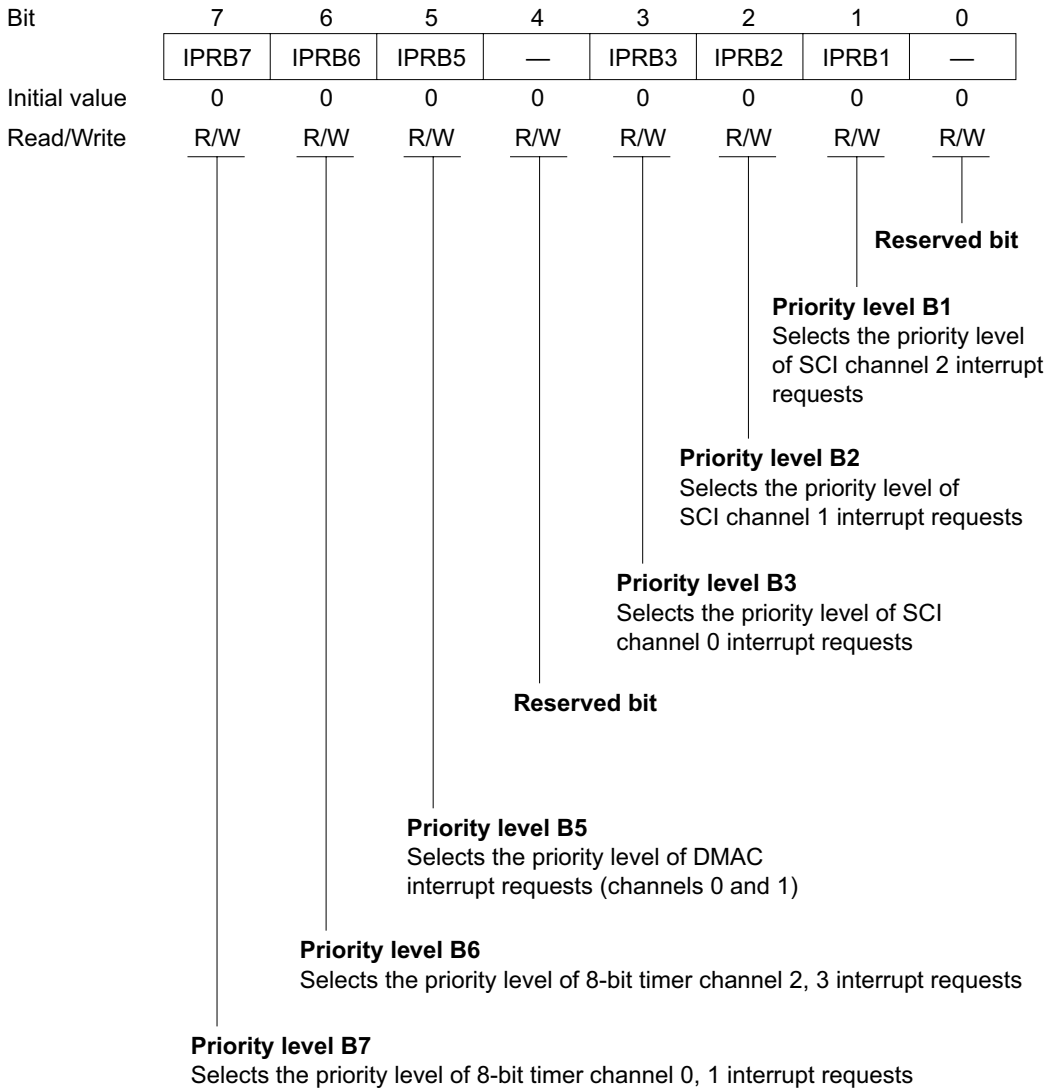 Bit 7 6 5 4 3 2 1 0
IPRB7 IPRB6 IPRB5 — IPRB3 IPRB2 IPRB1 —
Initial value 0 0 0 0 0 0 0 0
Read/Write R/W R/W R/W R/W R/W R/W R/W R/W
Reserved bit
Priority level B1
Selects the priority level
of SCI channel 2 interrupt
requests
Priority level B2
Selects the priority level of
SCI channel 1 interrupt requests
Priority level B3
Selects the priority level of SCI
channel 0 interrupt requests
Reserved bit
Priority level B5
Selects the priority level of DMAC
interrupt requests (channels 0 and 1)
Priority level B6
Selects the priority level of 8-bit timer channel 2, 3 interrupt requests
Priority level B7
Selects the priority level of 8-bit timer channel 0, 1 interrupt requests